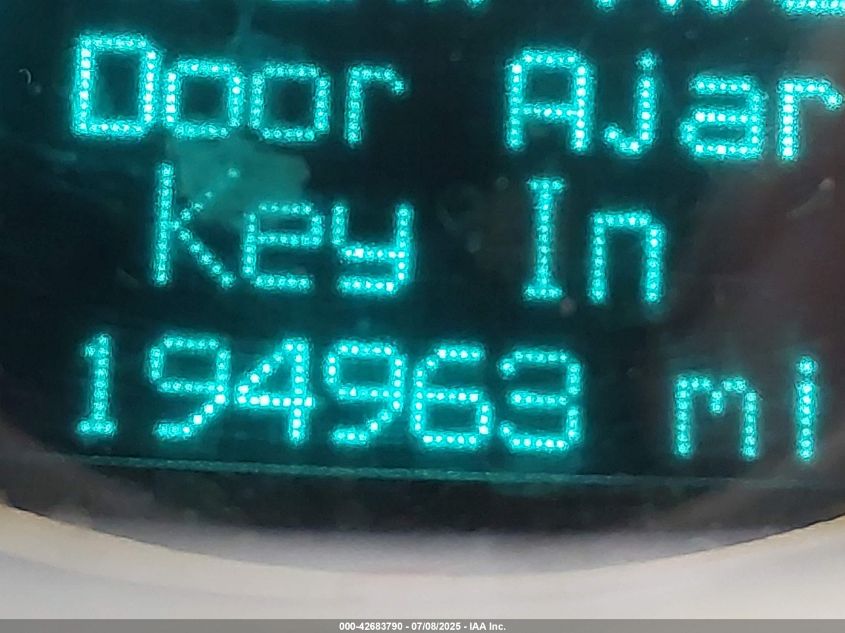 Door Ajar
Key In
194963 mi
000-42683790 - 07/08/2025 - IAA Inc.